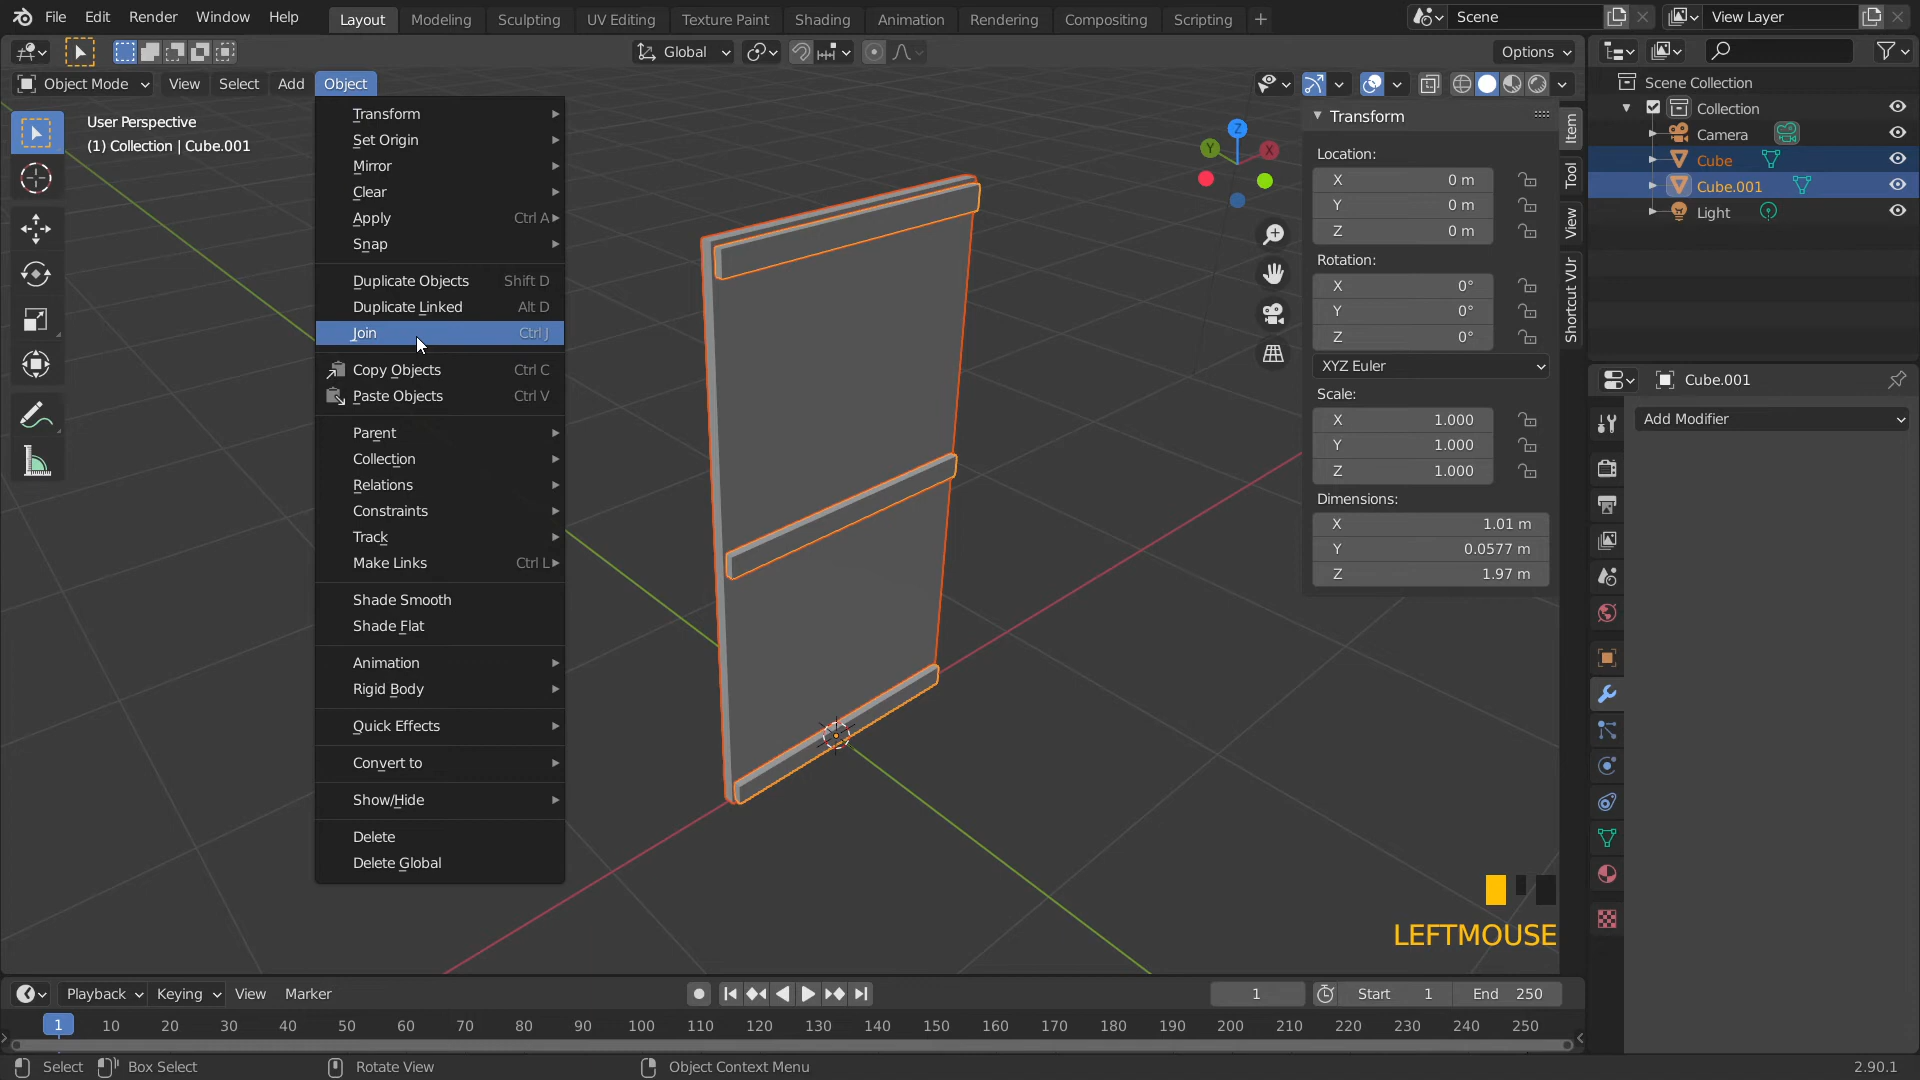 File Edit Render Window Help Layout Modeling Sculpting UV Editing Texture Paint Shading Animation Rendering Compositing Scripting + Scene View Layer
Global Options
Object Mode View Select Add Object
User Perspective
(1) Collection | Cube.001
Transform
Set Origin
Mirror
Clear
Apply Ctrl A
Snap
Duplicate Objects Shift D
Duplicate Linked Alt D
Join Ctrl J
Copy Objects Ctrl C
Paste Objects Ctrl V
Parent
Collection
Relations
Constraints
Track
Make Links Ctrl L
Shade Smooth
Shade Flat
Animation
Rigid Body
Quick Effects
Convert to
Show/Hide
Delete
Delete Global
Z
Y
X
Transform
Location:
X 0 m
Y 0 m
Z 0 m
Rotation:
X 0°
Y 0°
Z 0°
XYZ Euler
Scale:
X 1.000
Y 1.000
Z 1.000
Dimensions:
X 1.01 m
Y 0.0577 m
Z 1.97 m
Item
Tool
View
Shortcut VUr
Scene Collection
Collection
Camera
Cube
Cube.001
Light
Cube.001
Add Modifier
LEFTMOUSE
Playback Keying View Marker 1 Start 1 End 250
1 10 20 30 40 50 60 70 80 90 100 110 120 130 140 150 160 170 180 190 200 210 220 230 240 250
Select Box Select Rotate View Object Context Menu 2.90.1